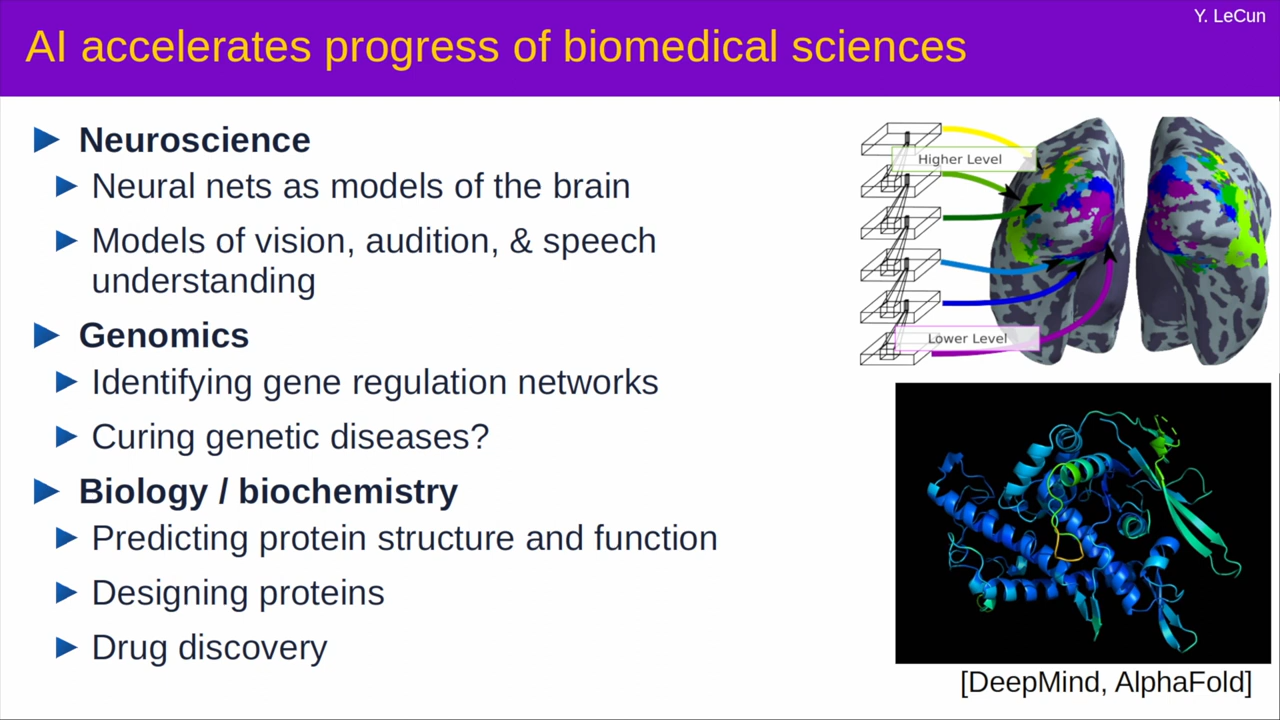 Y. LeCun
AI accelerates progress of biomedical sciences
Neuroscience
Neural nets as models of the brain
Models of vision, audition, & speech
understanding
Genomics
Identifying gene regulation networks
Curing genetic diseases?
Biology / biochemistry
Predicting protein structure and function
Designing proteins
Drug discovery
Higher Level
Lower Level
[DeepMind, AlphaFold]